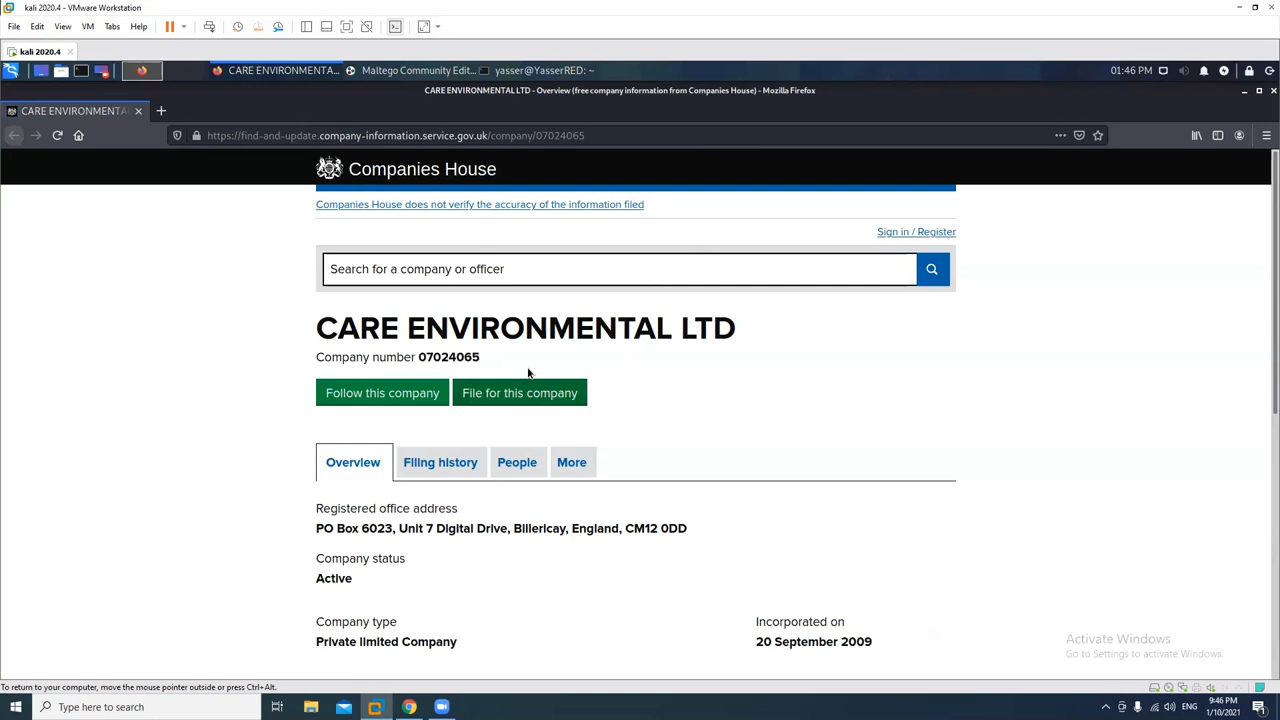 kali 2020.4 - VMware Workstation
File Edit View VM Tabs Help
kali 2020.4
CARE ENVIRONMENTA... Maltego Community Edit... yasser@YasserRED: ~ 01:46 PM
CARE ENVIRONMENTAL LTD - Overview (free company information from Companies House) - Mozilla Firefox
CARE ENVIRONMENTAL
https://find-and-update.company-information.service.gov.uk/company/07024065
Companies House
Companies House does not verify the accuracy of the information filed
Sign in / Register
Search for a company or officer
CARE ENVIRONMENTAL LTD
Company number 07024065
Follow this company File for this company
Overview Filing history People More
Registered office address
PO Box 6023, Unit 7 Digital Drive, Billericay, England, CM12 0DD
Company status
Active
Company type Incorporated on
Private limited Company 20 September 2009
Activate Windows
Go to Settings to activate Windows.
To return to your computer, move the mouse pointer outside or press Ctrl+Alt.
Type here to search ENG 9:46 PM
1/10/2021